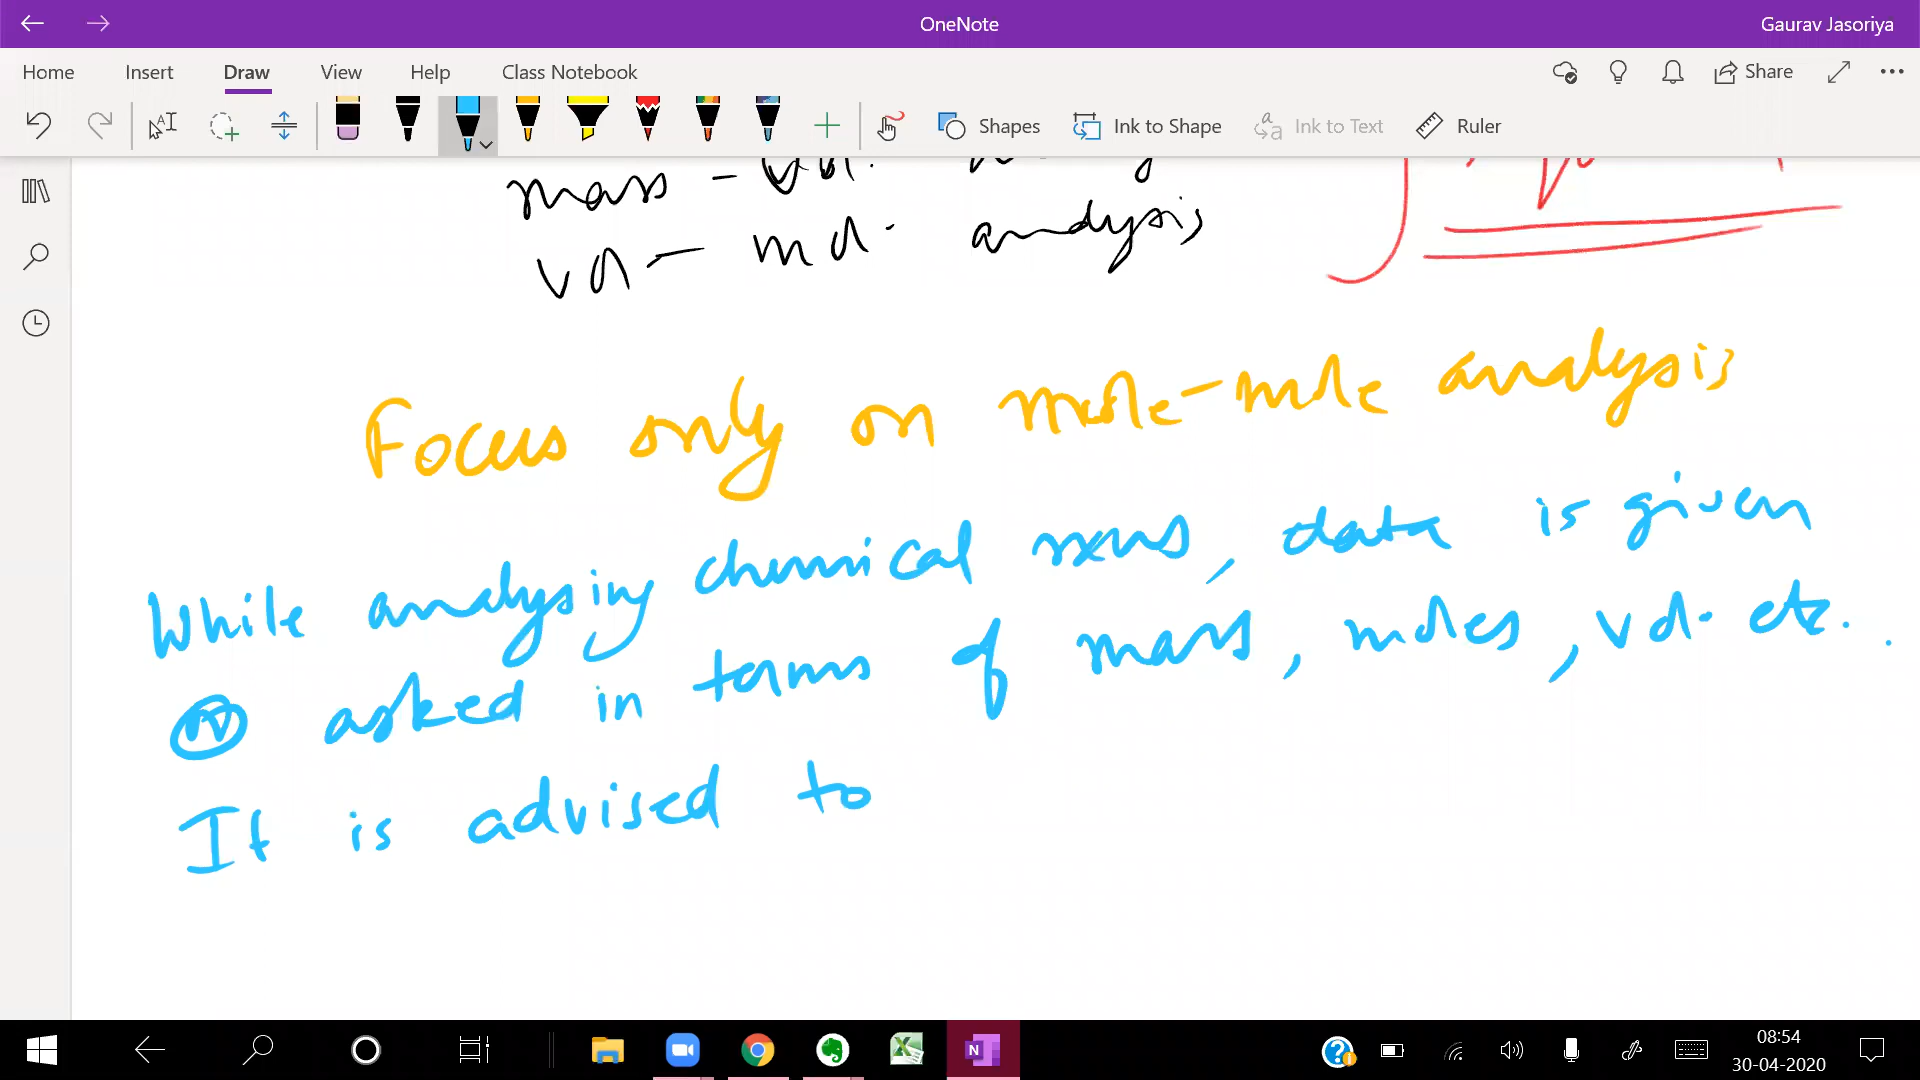 OneNote
Gaurav Jasoriya
Home Insert Draw View Help Class Notebook
Share
Shapes Ink to Shape Ink to Text Ruler
mass - vol.
vol - mol. analysis
Focus only on mole-mole analysis
While analysing chemical rxns, data is given
asked in terms of mass, moles, vol. etc.
It is advised to
08:54
30-04-2020